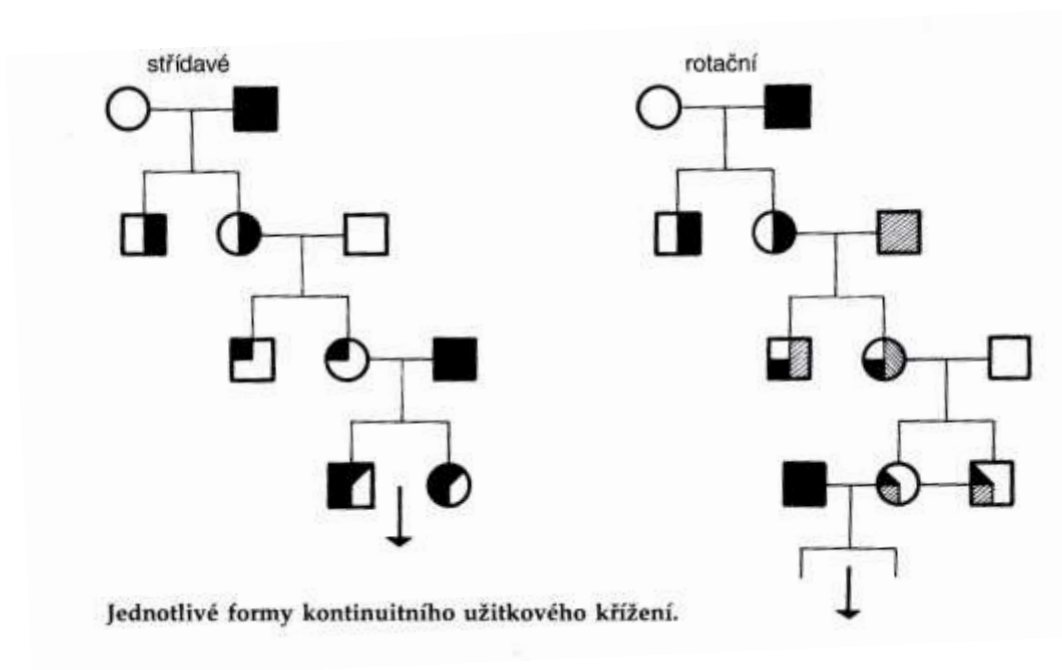 střídavé
rotační
Jednotlivé formy kontinuitního užitkového křížení.